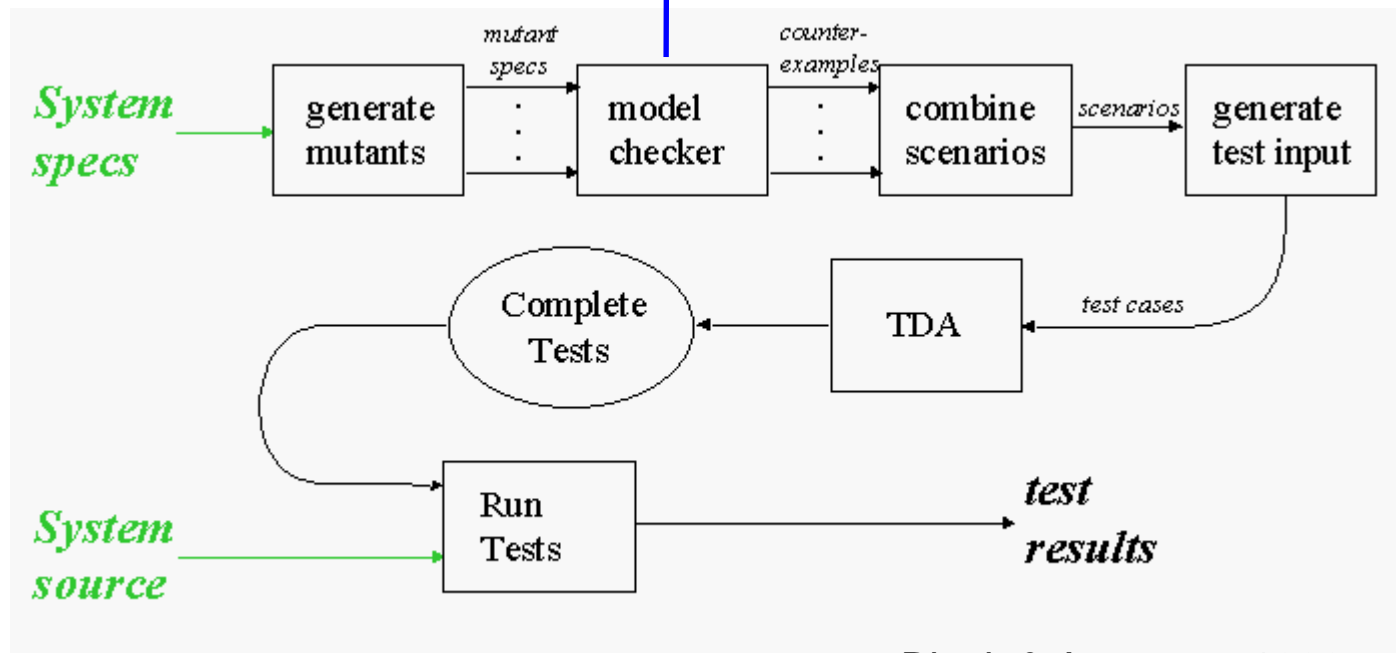 mutant
specs
counter-
examples
System
specs
generate
mutants
model
checker
combine
scenarios
scenarios
generate
test input
Complete
Tests
TDA
test cases
Run
Tests
test
results
System
source